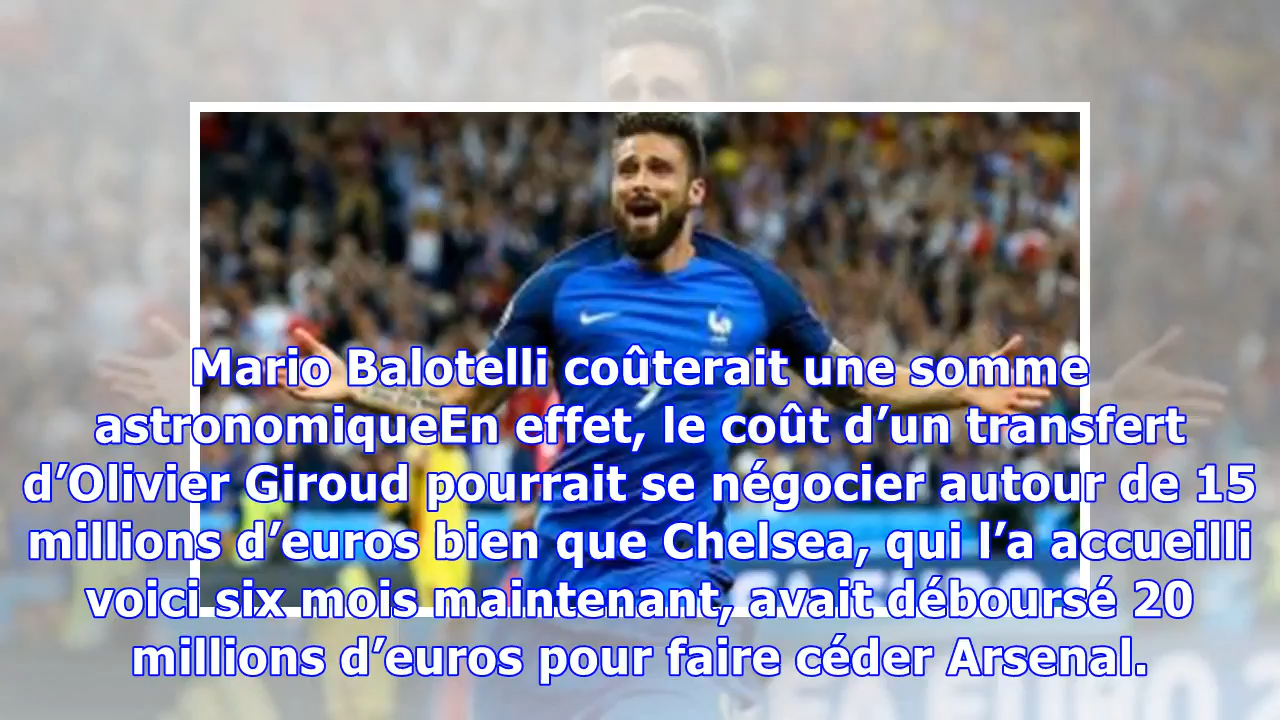 Mario Balotelli coûterait une somme
astronomiqueEn effet, le coût d’un transfert
d’Olivier Giroud pourrait se négocier autour de 15
millions d’euros bien que Chelsea, qui l’a accueilli
voici six mois maintenant, avait déboursé 20
millions d’euros pour faire céder Arsenal.